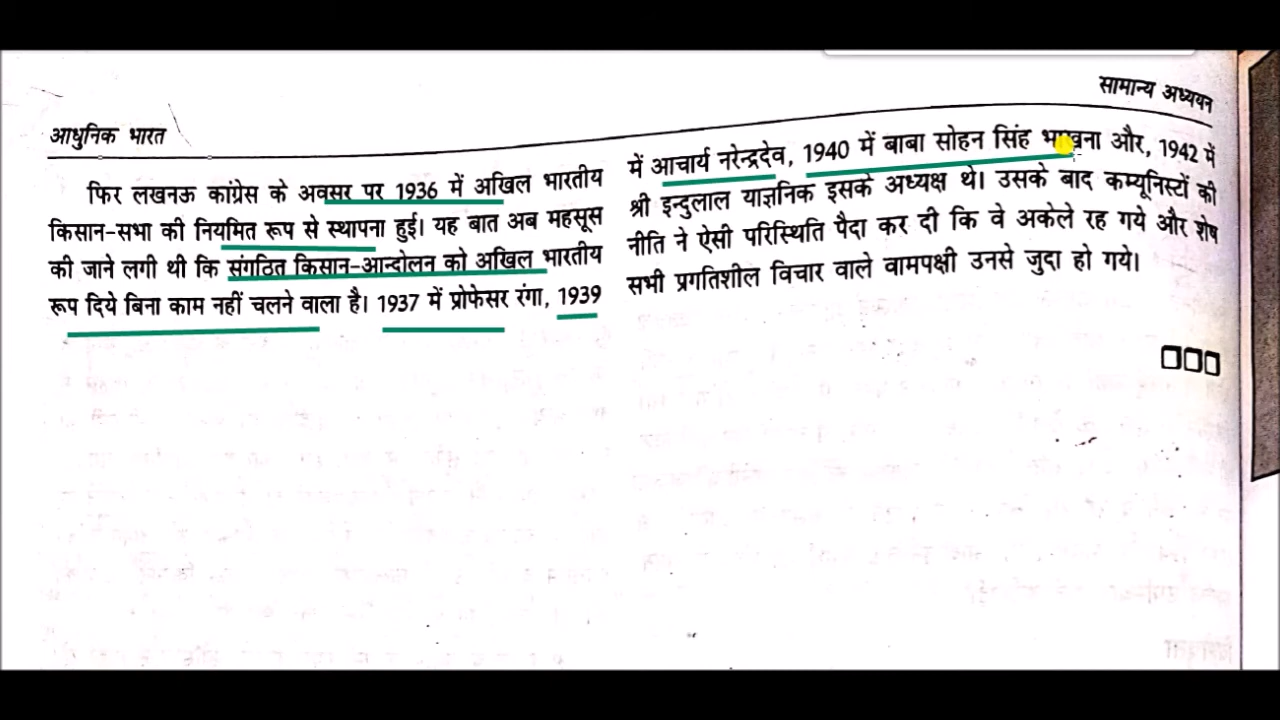 सामान्य अध्ययन
आधुनिक भारत
फिर लखनऊ कांग्रेस के अवसर पर 1936 में अखिल भारतीय
किसान-सभा की नियमित रूप से स्थापना हुई। यह बात अब महसूस
की जाने लगी थी कि संगठित किसान-आन्दोलन को अखिल भारतीय
रूप दिये बिना काम नहीं चलने वाला है। 1937 में प्रोफेसर रंगा, 1939
में आचार्य नरेन्द्रदेव, 1940 में बाबा सोहन सिंह भाखना और, 1942 में
श्री इन्दुलाल याज्ञनिक इसके अध्यक्ष थे। उसके बाद कम्यूनिस्टों की
नीति ने ऐसी परिस्थिति पैदा कर दी कि वे अकेले रह गये और शेष
सभी प्रगतिशील विचार वाले वामपक्षी उनसे जुदा हो गये।